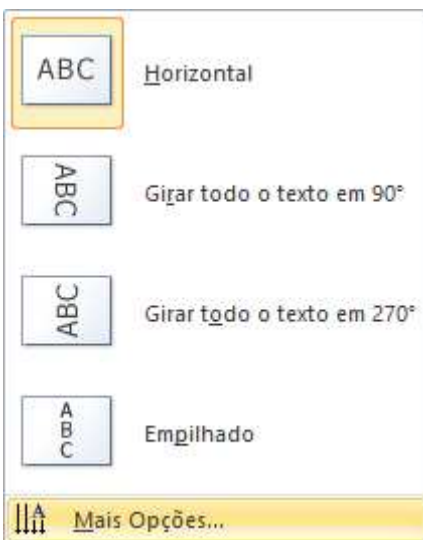 ABC Horizontal
ABC Girar todo o texto em 90°
ABC Girar todo o texto em 270°
A
B
C
Empilhado
A Mais Opções...